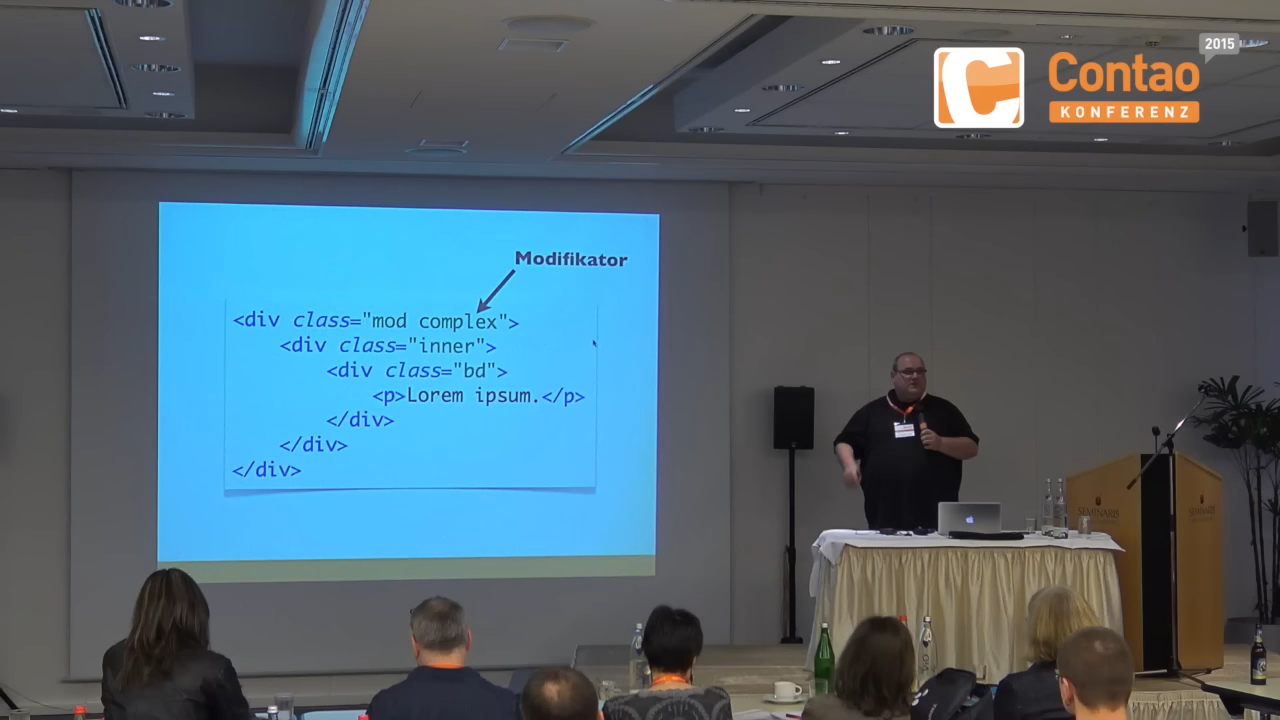 2015
Contao
KONFERENZ
Modifikator
<div class="mod complex">
<div class="inner">
<div class="bd">
<p>Lorem ipsum.</p>
</div>
</div>
</div>
SEMINARIS